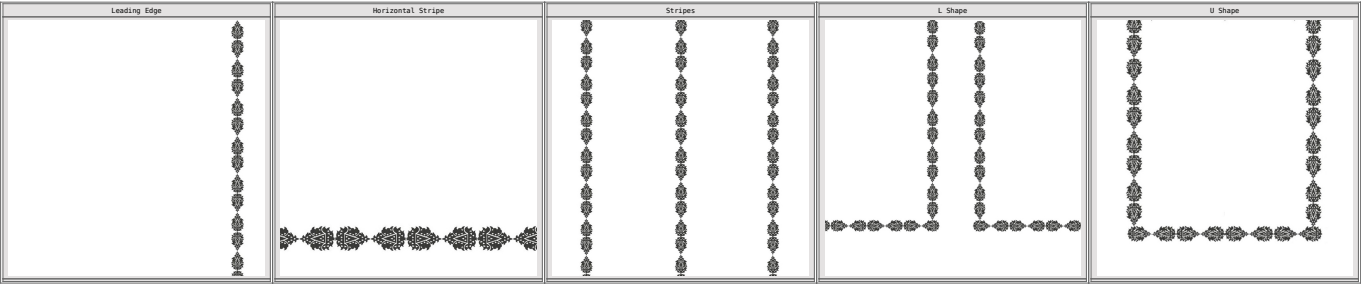 Leading Edge
Horizontal Stripe
Stripes
L Shape
U Shape